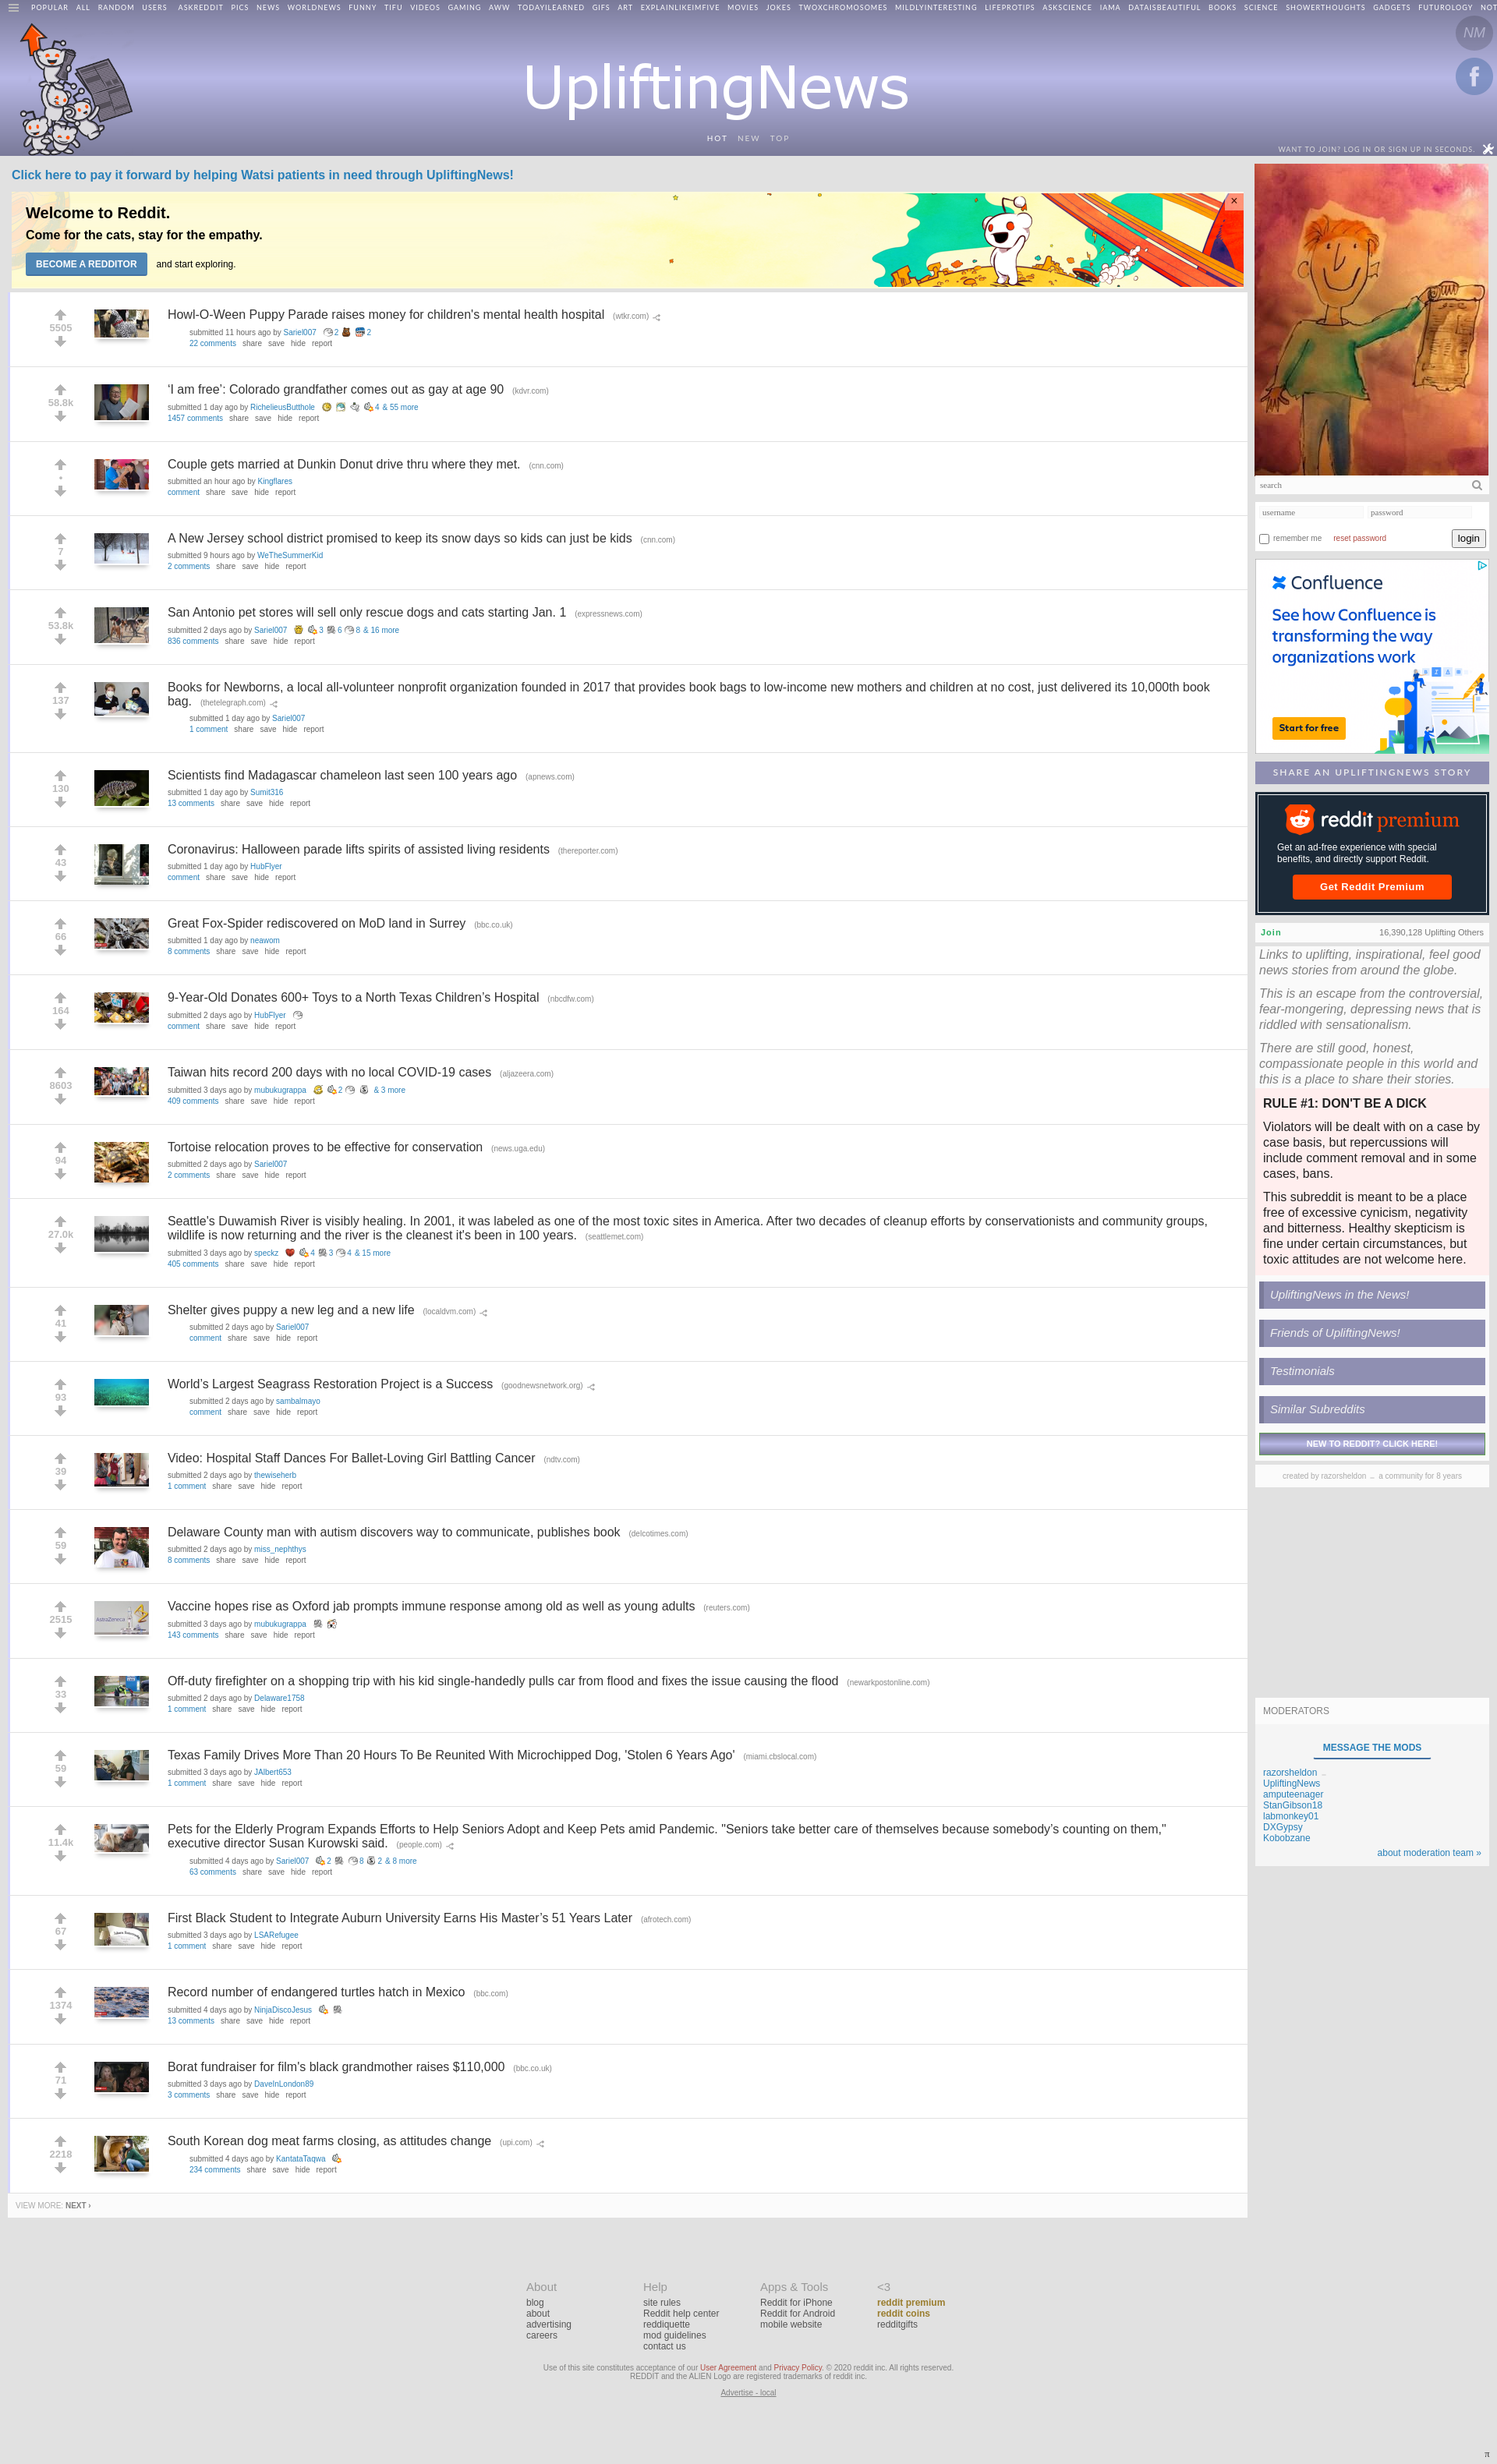 POPULAR ALL RANDOM USERS ASKREDDIT PICS NEWS WORLDNEWS FUNNY TIFU VIDEOS GAMING AWW TODAYILEARNED GIFS ART EXPLAINLIKEIMFIVE MOVIES JOKES TWOXCHROMOSOMES MILDLYINTERESTING LIFEPROTIPS ASKSCIENCE IAMA DATAISBEAUTIFUL BOOKS SCIENCE SHOWERTHOUGHTS GADGETS FUTUROLOGY NOT
NM
f
UpliftingNews
HOT NEW TOP
WANT TO JOIN? LOG IN OR SIGN UP IN SECONDS.
Click here to pay it forward by helping Watsi patients in need through UpliftingNews!
Welcome to Reddit.
Come for the cats, stay for the empathy.
BECOME A REDDITOR and start exploring.
×
5505
Howl-O-Ween Puppy Parade raises money for children's mental health hospital (wtkr.com)
submitted 11 hours ago by Sariel007 2 2
22 comments share save hide report
58.8k
‘I am free’: Colorado grandfather comes out as gay at age 90 (kdvr.com)
submitted 1 day ago by RichelieusButthole 4 & 55 more
1457 comments share save hide report
•
Couple gets married at Dunkin Donut drive thru where they met. (cnn.com)
submitted an hour ago by Kingflares
comment share save hide report
7
A New Jersey school district promised to keep its snow days so kids can just be kids (cnn.com)
submitted 9 hours ago by WeTheSummerKid
2 comments share save hide report
53.8k
San Antonio pet stores will sell only rescue dogs and cats starting Jan. 1 (expressnews.com)
submitted 2 days ago by Sariel007 3 6 8 & 16 more
836 comments share save hide report
137
Books for Newborns, a local all-volunteer nonprofit organization founded in 2017 that provides book bags to low-income new mothers and children at no cost, just delivered its 10,000th book
bag. (thetelegraph.com)
submitted 1 day ago by Sariel007
1 comment share save hide report
130
Scientists find Madagascar chameleon last seen 100 years ago (apnews.com)
submitted 1 day ago by Sumit316
13 comments share save hide report
43
Coronavirus: Halloween parade lifts spirits of assisted living residents (thereporter.com)
submitted 1 day ago by HubFlyer
comment share save hide report
66
Great Fox-Spider rediscovered on MoD land in Surrey (bbc.co.uk)
submitted 1 day ago by neawom
8 comments share save hide report
164
9-Year-Old Donates 600+ Toys to a North Texas Children’s Hospital (nbcdfw.com)
submitted 2 days ago by HubFlyer
comment share save hide report
8603
Taiwan hits record 200 days with no local COVID-19 cases (aljazeera.com)
submitted 3 days ago by mubukugrappa 2 & 3 more
409 comments share save hide report
94
Tortoise relocation proves to be effective for conservation (news.uga.edu)
submitted 2 days ago by Sariel007
2 comments share save hide report
27.0k
Seattle's Duwamish River is visibly healing. In 2001, it was labeled as one of the most toxic sites in America. After two decades of cleanup efforts by conservationists and community groups,
wildlife is now returning and the river is the cleanest it's been in 100 years. (seattlemet.com)
submitted 3 days ago by speckz 4 3 4 & 15 more
405 comments share save hide report
41
Shelter gives puppy a new leg and a new life (localdvm.com)
submitted 2 days ago by Sariel007
comment share save hide report
93
World’s Largest Seagrass Restoration Project is a Success (goodnewsnetwork.org)
submitted 2 days ago by sambalmayo
comment share save hide report
39
Video: Hospital Staff Dances For Ballet-Loving Girl Battling Cancer (ndtv.com)
submitted 2 days ago by thewiseherb
1 comment share save hide report
59
Delaware County man with autism discovers way to communicate, publishes book (delcotimes.com)
submitted 2 days ago by miss_nephthys
8 comments share save hide report
2515
AstraZeneca
Vaccine hopes rise as Oxford jab prompts immune response among old as well as young adults (reuters.com)
submitted 3 days ago by mubukugrappa
143 comments share save hide report
33
Off-duty firefighter on a shopping trip with his kid single-handedly pulls car from flood and fixes the issue causing the flood (newarkpostonline.com)
submitted 2 days ago by Delaware1758
1 comment share save hide report
59
Texas Family Drives More Than 20 Hours To Be Reunited With Microchipped Dog, 'Stolen 6 Years Ago' (miami.cbslocal.com)
submitted 3 days ago by JAlbert653
1 comment share save hide report
11.4k
Pets for the Elderly Program Expands Efforts to Help Seniors Adopt and Keep Pets amid Pandemic. "Seniors take better care of themselves because somebody’s counting on them,"
executive director Susan Kurowski said. (people.com)
submitted 4 days ago by Sariel007 2 8 2 & 8 more
63 comments share save hide report
67
First Black Student to Integrate Auburn University Earns His Master’s 51 Years Later (afrotech.com)
submitted 3 days ago by LSARefugee
1 comment share save hide report
1374
Record number of endangered turtles hatch in Mexico (bbc.com)
submitted 4 days ago by NinjaDiscoJesus
13 comments share save hide report
71
Borat fundraiser for film's black grandmother raises $110,000 (bbc.co.uk)
submitted 3 days ago by DaveInLondon89
3 comments share save hide report
2218
South Korean dog meat farms closing, as attitudes change (upi.com)
submitted 4 days ago by KantataTaqwa
234 comments share save hide report
VIEW MORE: NEXT ›
search
username password
remember me reset password login
Confluence
See how Confluence is
transforming the way
organizations work
Start for free
SHARE AN UPLIFTINGNEWS STORY
reddit premium
Get an ad-free experience with special
benefits, and directly support Reddit.
Get Reddit Premium
Join 16,390,128 Uplifting Others
Links to uplifting, inspirational, feel good
news stories from around the globe.
This is an escape from the controversial,
fear-mongering, depressing news that is
riddled with sensationalism.
There are still good, honest,
compassionate people in this world and
this is a place to share their stories.
RULE #1: DON'T BE A DICK
Violators will be dealt with on a case by
case basis, but repercussions will
include comment removal and in some
cases, bans.
This subreddit is meant to be a place
free of excessive cynicism, negativity
and bitterness. Healthy skepticism is
fine under certain circumstances, but
toxic attitudes are not welcome here.
UpliftingNews in the News!
Friends of UpliftingNews!
Testimonials
Similar Subreddits
NEW TO REDDIT? CLICK HERE!
created by razorsheldon a community for 8 years
MODERATORS
MESSAGE THE MODS
razorsheldon
UpliftingNews
amputeenager
StanGibson18
labmonkey01
DXGypsy
Kobobzane
about moderation team »
About
blog
about
advertising
careers
Help
site rules
Reddit help center
reddiquette
mod guidelines
contact us
Apps & Tools
Reddit for iPhone
Reddit for Android
mobile website
<3
reddit premium
reddit coins
redditgifts
Use of this site constitutes acceptance of our User Agreement and Privacy Policy. © 2020 reddit inc. All rights reserved.
REDDIT and the ALIEN Logo are registered trademarks of reddit inc.
Advertise - local
π